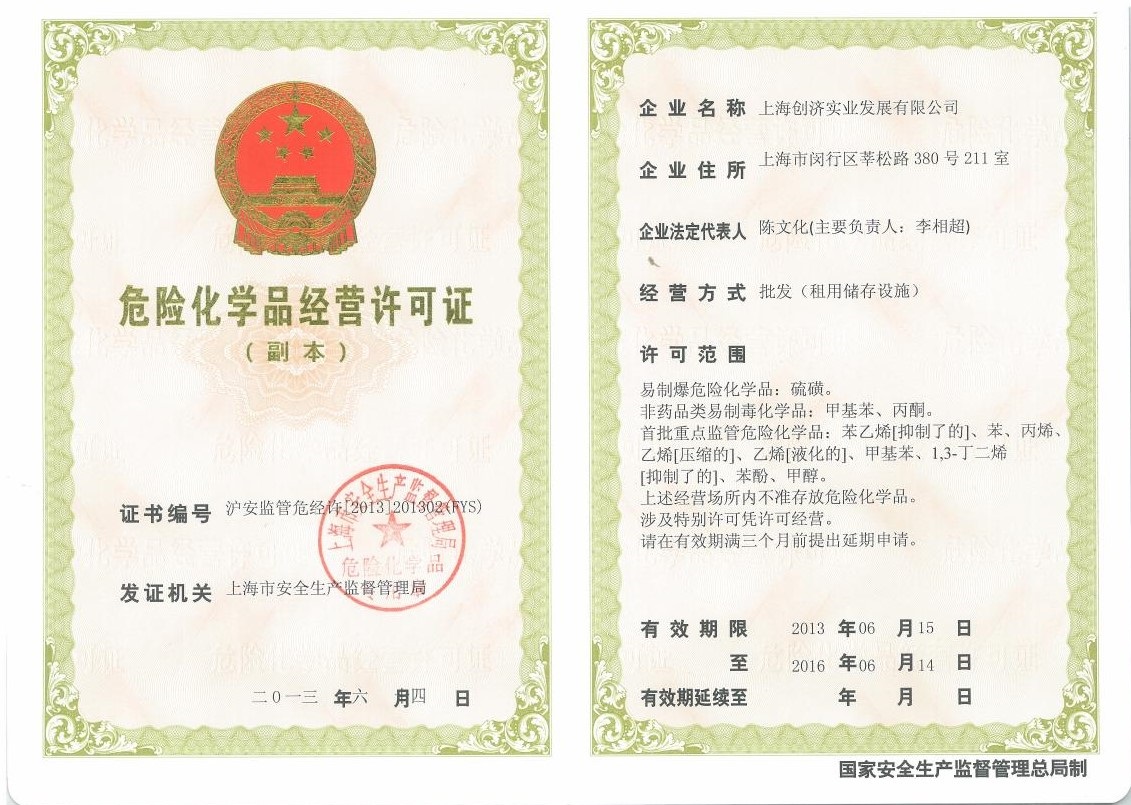 危险化学品经营许可证
（副本）
证书编号 沪安监管危经许[2013]201302(FYS)
发证机关 上海市安全生产监督管理局
上海市安全生产监督管理局
危险化学品
二0一三 年六 月四 日
企业名称 上海创济实业发展有限公司
企业住所 上海市闵行区莘松路 380 号 211 室
企业法定代表人 陈文化(主要负责人：李相超)
经营方式 批发（租用储存设施）
许可范围
易制爆危险化学品：硫磺。
非药品类易制毒化学品：甲基苯、丙酮。
首批重点监管危险化学品：苯乙烯[抑制了的]、苯、丙烯、
乙烯[压缩的]、乙烯[液化的]、甲基苯、1,3-丁二烯
[抑制了的]、苯酚、甲醇。
上述经营场所内不准存放危险化学品。
涉及特别许可凭许可经营。
请在有效期满三个月前提出延期申请。
有效期限 2013 年06 月15 日
至 2016 年06 月14 日
有效期延续至 年 月 日
国家安全生产监督管理总局制